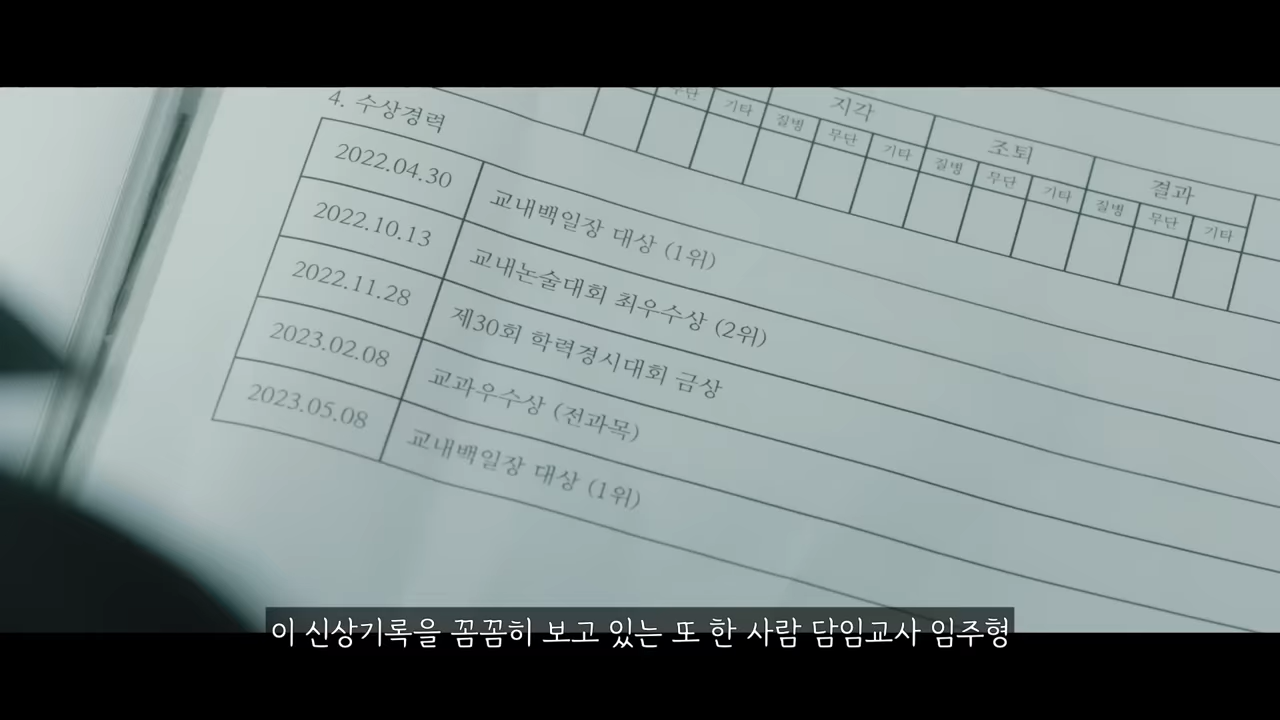 무단 기타 지각 조퇴 결과
질병 무단 기타 질병 무단 기타 질병 무단 기타
4. 수상경력
2022.04.30 교내백일장 대상 (1위)
2022.10.13 교내논술대회 최우수상 (2위)
2022.11.28 제30회 학력경시대회 금상
2023.02.08 교과우수상 (전과목)
2023.05.08 교내백일장 대상 (1위)
이 신상기록을 꼼꼼히 보고 있는 또 한 사람 담임교사 임주형